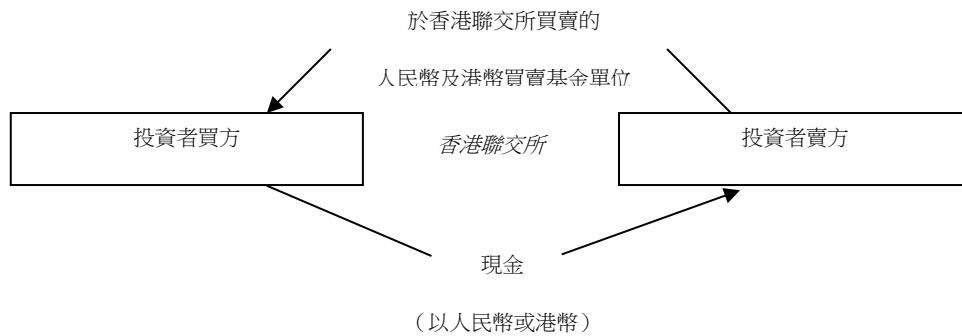 於香港聯交所買賣的
人民幣及港幣買賣基金單位
投資者買方
香港聯交所
投資者賣方
現金
（以人民幣或港幣）